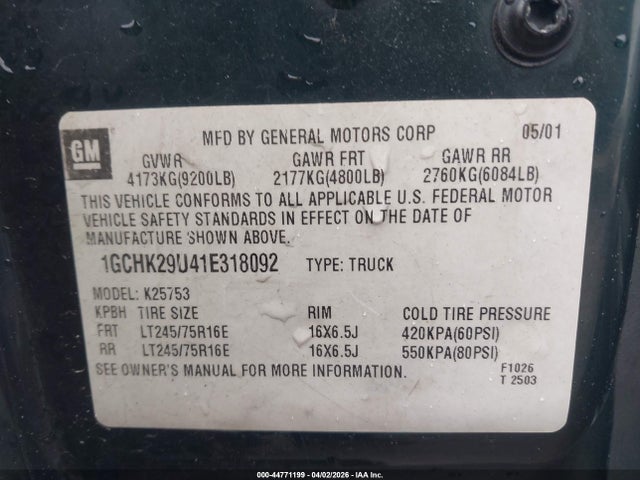 GM
MFD BY GENERAL MOTORS CORP 05/01
GVWR GAWR FRT GAWR RR
4173KG(9200LB) 2177KG(4800LB) 2760KG(6084LB)
THIS VEHICLE CONFORMS TO ALL APPLICABLE U.S. FEDERAL MOTOR
VEHICLE SAFETY STANDARDS IN EFFECT ON THE DATE OF
MANUFACTURE SHOWN ABOVE.
1GCHK29U41E318092 TYPE: TRUCK
MODEL: K25753
KPBH TIRE SIZE RIM COLD TIRE PRESSURE
FRT LT245/75R16E 16X6.5J 420KPA(60PSI)
RR LT245/75R16E 16X6.5J 550KPA(80PSI)
SEE OWNER'S MANUAL FOR MORE INFORMATION.
F1026
T 2503
000-44771199 - 04/02/2026 - IAA Inc.